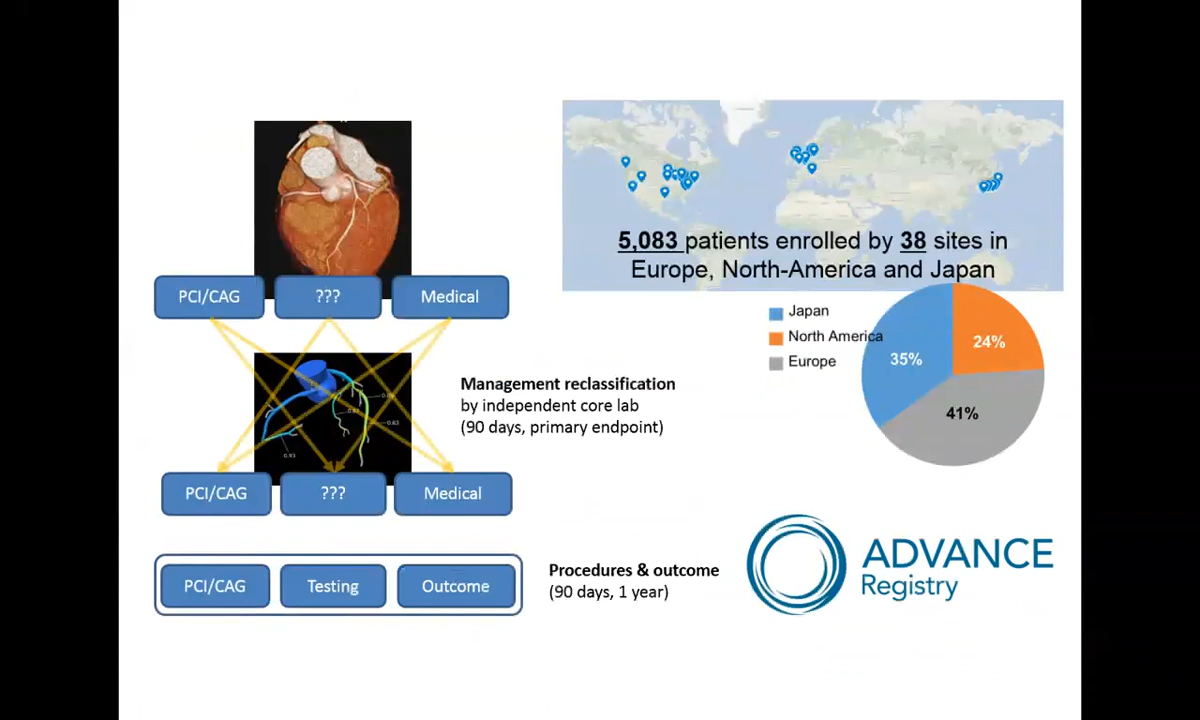 5,083 patients enrolled by 38 sites in
Europe, North-America and Japan
PCI/CAG
???
Medical
Japan
North America
Europe
35%
24%
41%
Management reclassification
by independent core lab
(90 days, primary endpoint)
0.93
PCI/CAG
???
Medical
PCI/CAG
Testing
Outcome
Procedures & outcome
(90 days, 1 year)
ADVANCE
Registry